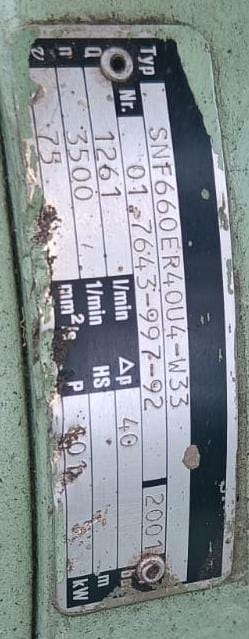 Typ SNF660ER40U4-W33
Nr. 01.7643-997-92 2001
Q 1261 l/min Δp 40 b
n 3500 1/min HS m
ν 75 mm²/s P kW